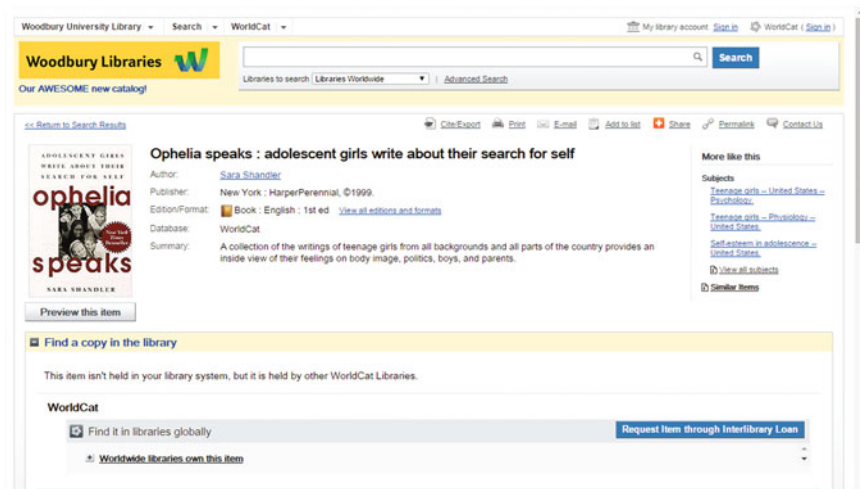 Woodbury University Library Search WorldCat My library account Sign in WorldCat ( Sign in )
Woodbury Libraries W Search
Libraries to search Libraries Worldwide | Advanced Search
Our AWESOME new catalog!
<< Return to Search Results Cite/Export Print E-mail Add to list Share Permalink Contact Us
ADOLESCENT GIRLS
WRITE ABOUT THEIR
SEARCH FOR SELF
ophelia
New York
Times
Bestseller
speaks
SARA SHANDLER
Preview this item
Ophelia speaks : adolescent girls write about their search for self
Author: Sara Shandler
Publisher: New York : HarperPerennial, ©1999.
Edition/Format: Book : English : 1st ed View all editions and formats
Database: WorldCat
Summary: A collection of the writings of teenage girls from all backgrounds and all parts of the country provides an
inside view of their feelings on body image, politics, boys, and parents.
More like this
Subjects
Teenage girls -- United States --
Psychology.
Teenage girls -- Physiology --
United States.
Self-esteem in adolescence --
United States.
View all subjects
Similar Items
Find a copy in the library
This item isn't held in your library system, but it is held by other WorldCat Libraries.
WorldCat
Find it in libraries globally Request Item through Interlibrary Loan
Worldwide libraries own this item